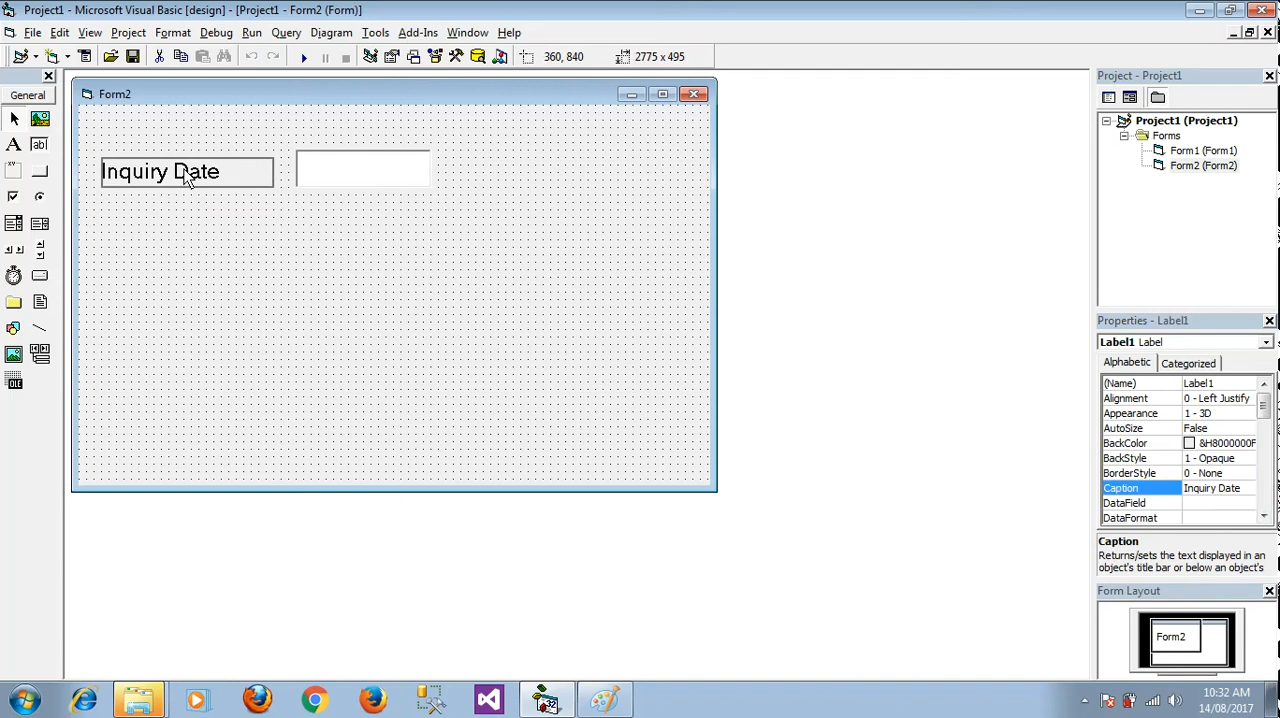 Project1 - Microsoft Visual Basic [design] - [Project1 - Form2 (Form)]
File Edit View Project Format Debug Run Query Diagram Tools Add-Ins Window Help
360, 840 2775 x 495
General
A ab|
XY
OLE
Form2
Inquiry Date
Project - Project1
Project1 (Project1)
Forms
Form1 (Form1)
Form2 (Form2)
Properties - Label1
Label1 Label
Alphabetic Categorized
(Name) Label1
Alignment 0 - Left Justify
Appearance 1 - 3D
AutoSize False
BackColor &H8000000F
BackStyle 1 - Opaque
BorderStyle 0 - None
Caption Inquiry Date
DataField
DataFormat
Caption
Returns/sets the text displayed in an
object's title bar or below an object's
Form Layout
Form2
32
10:32 AM
14/08/2017